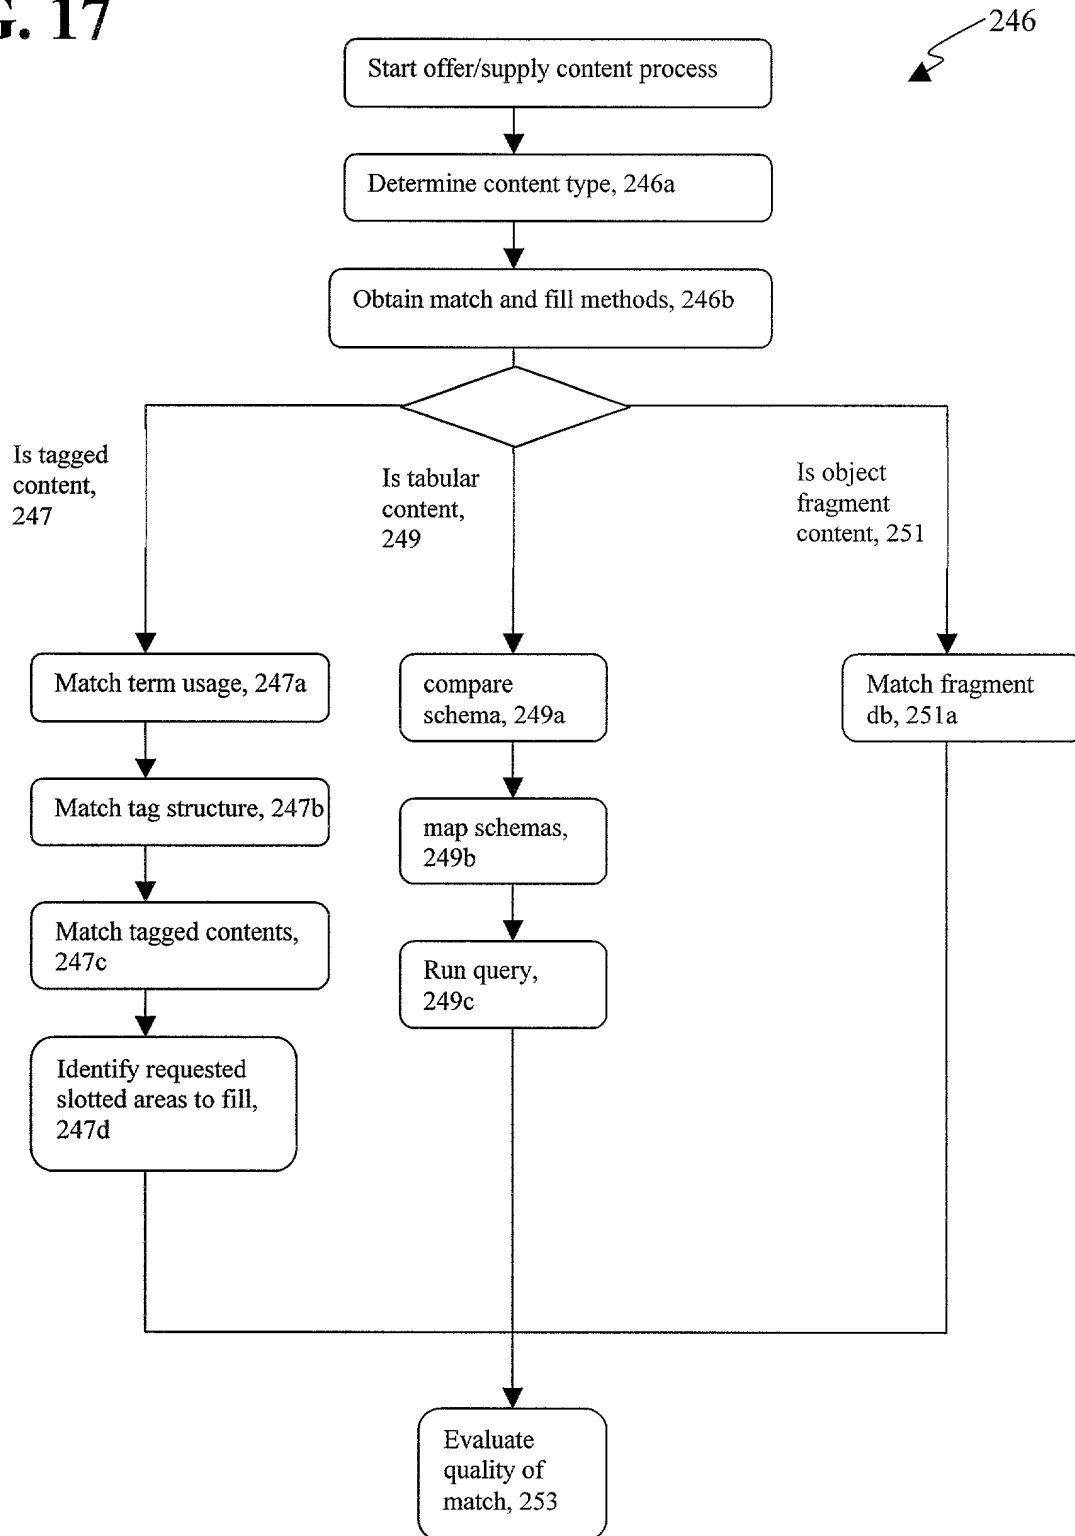 G. 17
246
Start offer/supply content process
Determine content type, 246a
Obtain match and fill methods, 246b
Is tagged
content,
247
Is tabular
content,
249
Is object
fragment
content, 251
Match term usage, 247a
Match tag structure, 247b
Match tagged contents,
247c
Identify requested
slotted areas to fill,
247d
compare
schema, 249a
map schemas,
249b
Run query,
249c
Match fragment
db, 251a
Evaluate
quality of
match, 253